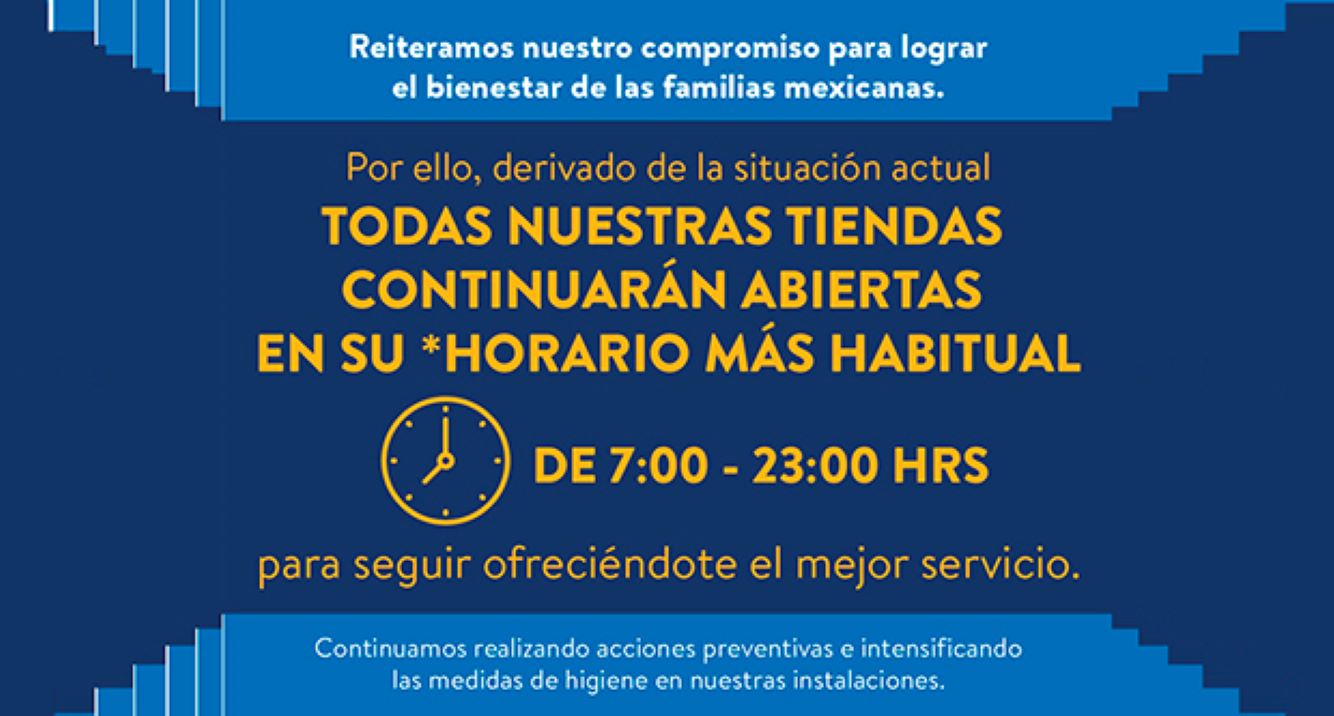 Reiteramos nuestro compromiso para lograr
el bienestar de las familias mexicanas.
Por ello, derivado de la situación actual
TODAS NUESTRAS TIENDAS
CONTINUARÁN ABIERTAS
EN SU *HORARIO MÁS HABITUAL
DE 7:00 - 23:00 HRS
para seguir ofreciéndote el mejor servicio.
Continuamos realizando acciones preventivas e intensificando
las medidas de higiene en nuestras instalaciones.